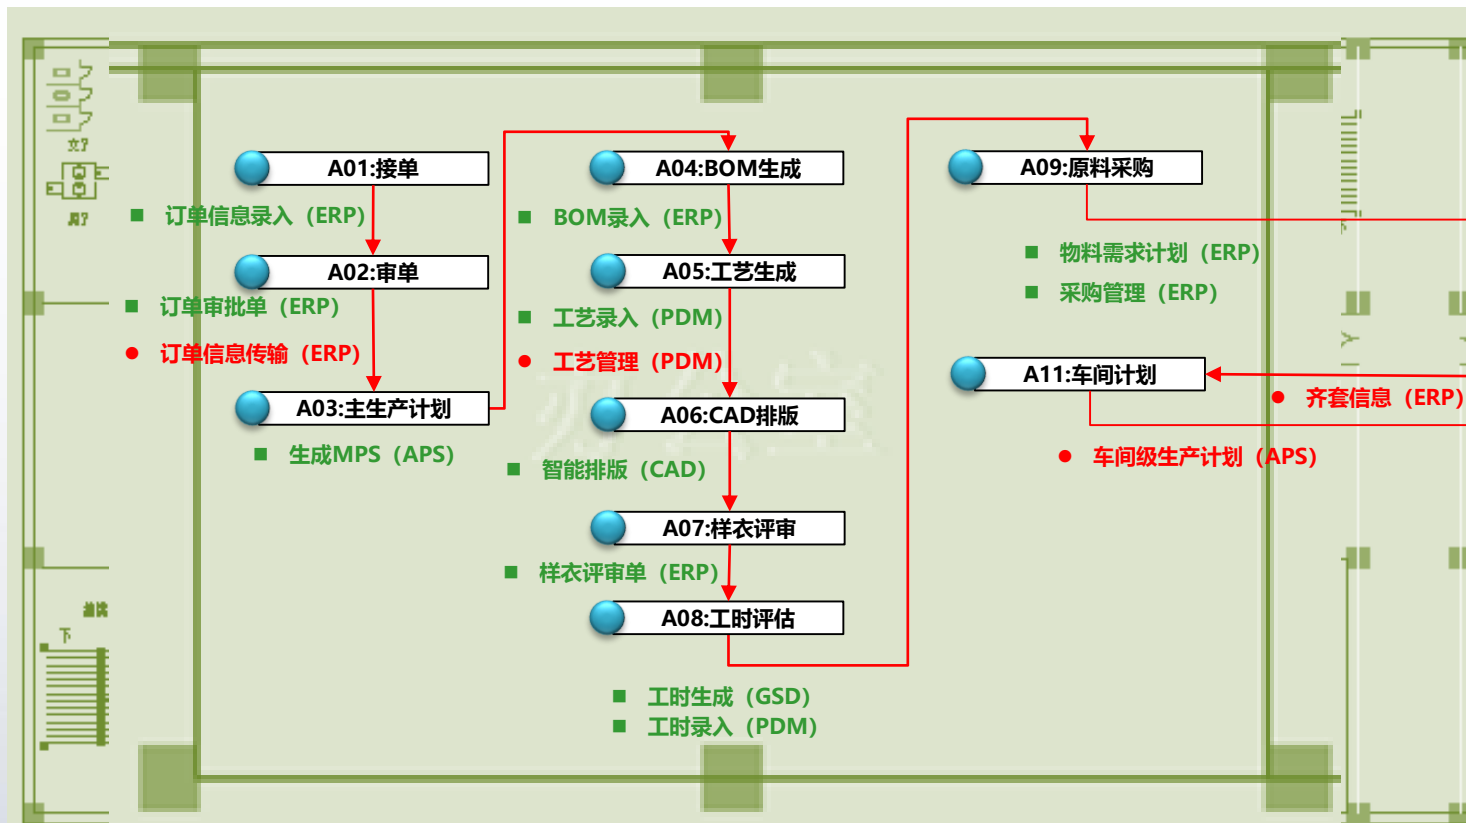 A01:接单
订单信息录入（ERP）
A02:审单
订单审批单（ERP）
订单信息传输（ERP）
A03:主生产计划
生成MPS（APS）
A04:BOM生成
BOM录入（ERP）
A05:工艺生成
工艺录入（PDM）
工艺管理（PDM）
A06:CAD排版
智能排版（CAD）
A07:样衣评审
样衣评审单（ERP）
A08:工时评估
工时生成（GSD）
工时录入（PDM）
A09:原料采购
物料需求计划（ERP）
采购管理（ERP）
A11:车间计划
齐套信息（ERP）
车间级生产计划（APS）
办公室
下